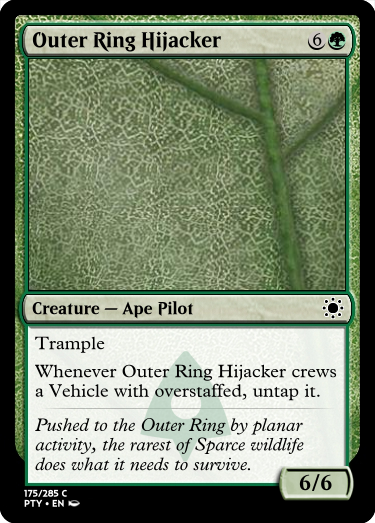 Outer Ring Hijacker 6
Creature — Ape Pilot
Trample
Whenever Outer Ring Hijacker crews
a Vehicle with overstaffed, untap it.
Pushed to the Outer Ring by planar
activity, the rarest of Sparce wildlife
does what it needs to survive.
6/6
175/285 C
PTY • EN